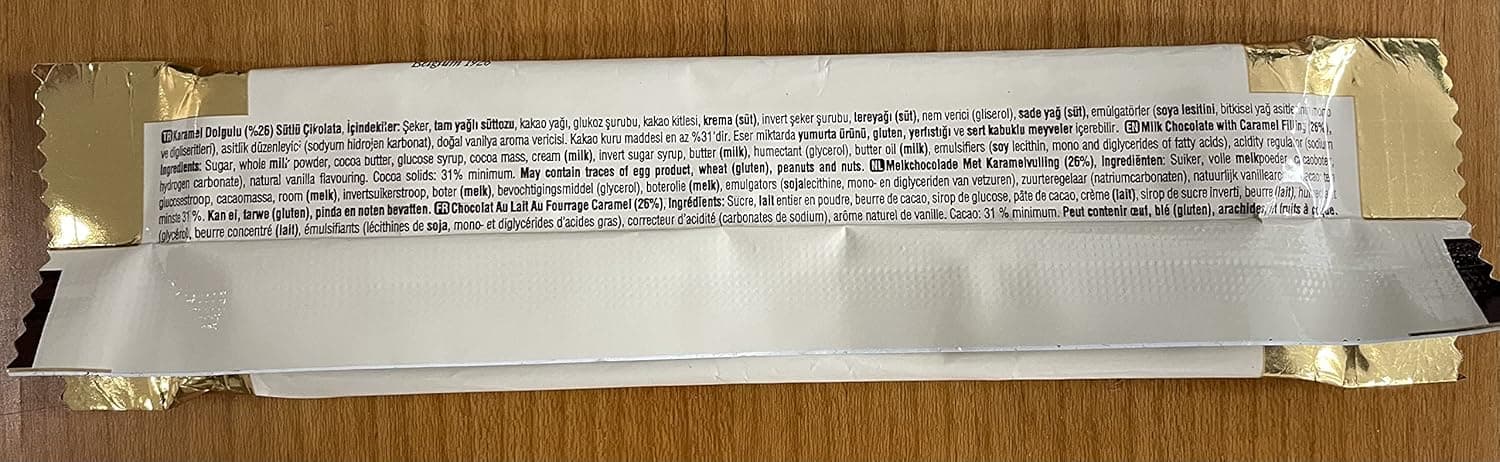 Belgium 1926
TR Karamel Dolgulu (%26) Sütlü Çikolata, İçindekiler: Şeker, tam yağlı süttozu, kakao yağı, glukoz şurubu, kakao kitlesi, krema (süt), invert şeker şurubu, tereyağı (süt), nem verici (gliserol), sade yağ (süt), emülgatörler (soya lesitini, bitkisel yağ
ve digliseritleri), asitlik düzenleyici (sodyum hidrojen karbonat), doğal vanilya aroma vericisi. Kakao kuru maddesi en az %31'dir. Eser miktarda yumurta ürünü, gluten, yerfıstığı ve sert kabuklu meyveler içerebilir. EN Milk Chocolate with Caramel Filling 26%),
Ingredients: Sugar, whole milk powder, cocoa butter, glucose syrup, cocoa mass, cream (milk), invert sugar syrup, butter (milk), humectant (glycerol), butter oil (milk), emulsifiers (soy lecithin, mono and diglycerides of fatty acids), acidity regulator (sodium
hydrogen carbonate), natural vanilla flavouring. Cocoa solids: 31% minimum. May contain traces of egg product, wheat (gluten), peanuts and nuts. NL Melkchocolade Met Karamelvulling (26%), Ingrediënten: Suiker, volle melkpoeder,
glucosestroop, cacaomassa, room (melk), invertsuikerstroop, boter (melk), bevochtigingsmiddel (glycerol), boterolie (melk), emulgators (sojalecithine, mono- en diglyceriden van vetzuren), zuurteregelaar (natriumcarbonaten), natuurlijk
minste 31%. Kan ei, tarwe (gluten), pinda en noten bevatten. FR Chocolat Au Lait Au Fourrage Caramel (26%), Ingrédients: Sucre, lait entier en poudre, beurre de cacao, sirop de glucose, pâte de cacao, crème (lait), sirop de sucre inverti, beurre (lait),
(glycérol), beurre concentré (lait), émulsifiants (lécithines de soja, mono- et diglycérides d'acides gras), correcteur d'acidité (carbonates de sodium), arôme naturel de vanille. Cacao: 31 % minimum. Peut contenir œuf, blé (gluten), arachides, et fruits à coque.